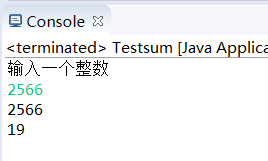 Console
<terminated> Testsum [Java Applica
输入一个整数
2566
2566
19